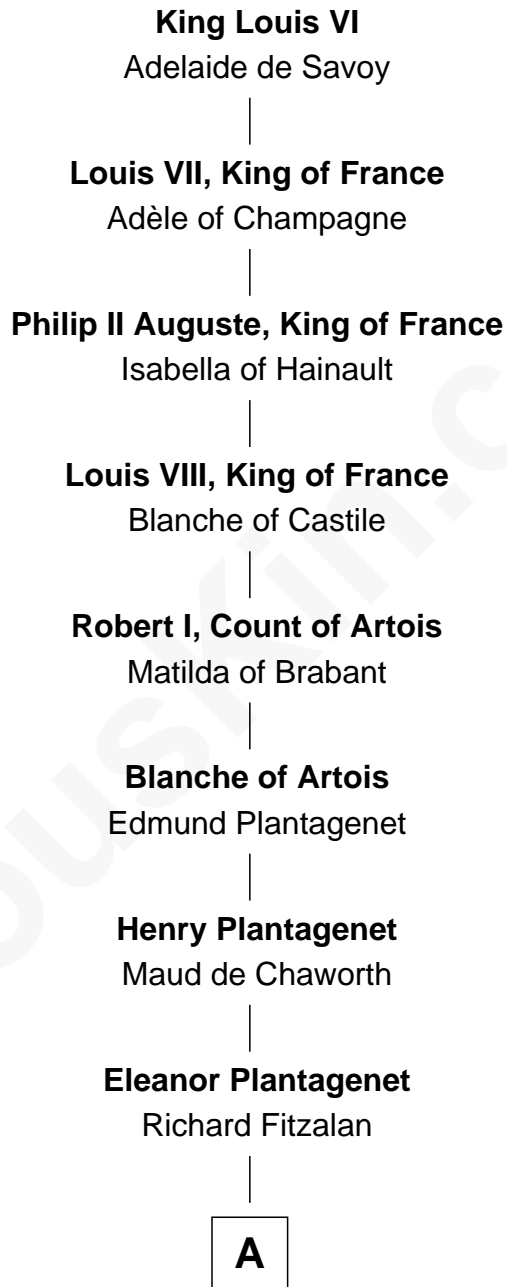 King Louis VI
Adelaide de Savoy
Louis VII, King of France
Adèle of Champagne
Philip II Auguste, King of France
Isabella of Hainault
Louis VIII, King of France
Blanche of Castile
Robert I, Count of Artois
Matilda of Brabant
Blanche of Artois
Edmund Plantagenet
Henry Plantagenet
Maud de Chaworth
Eleanor Plantagenet
Richard Fitzalan
A